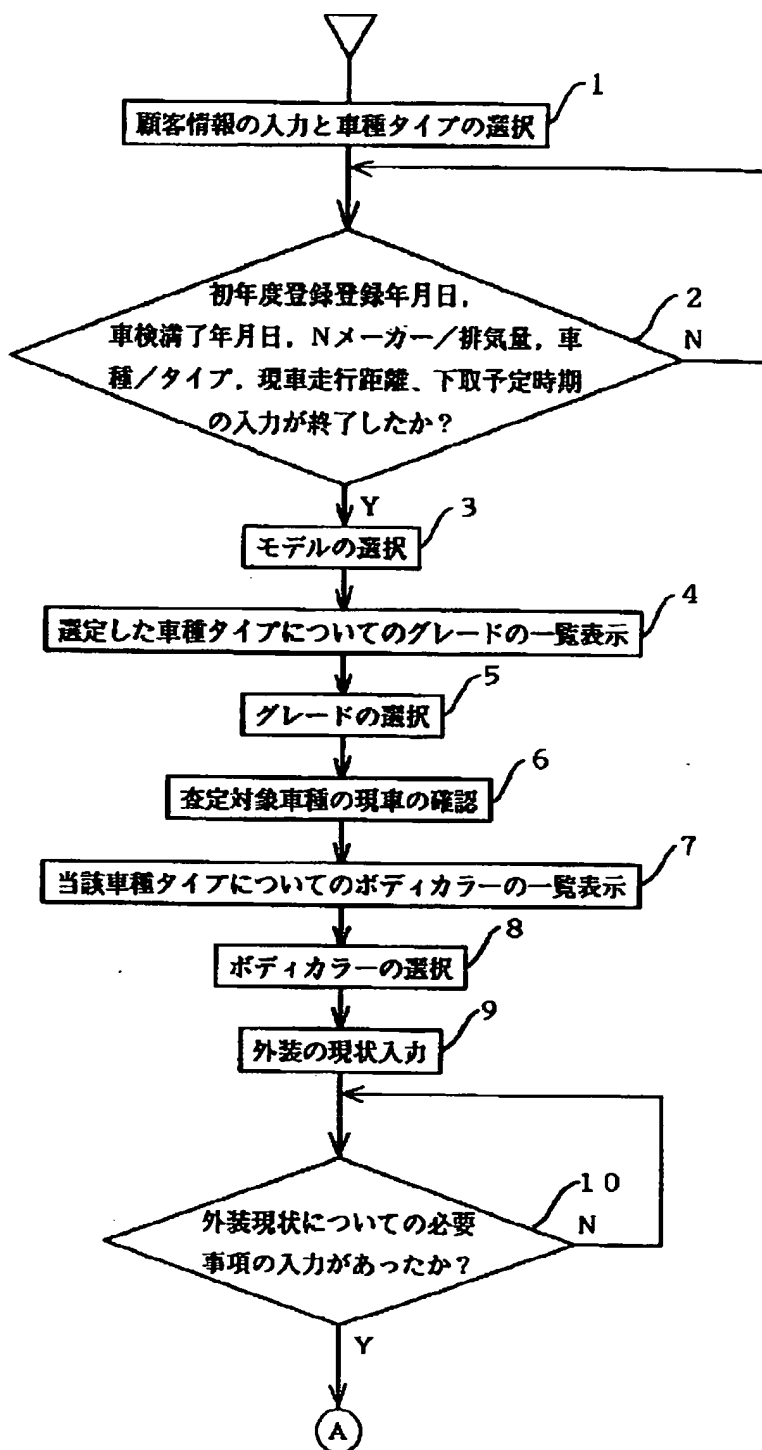 1
顧客情報の入力と車種タイプの選択
初年度登録登録年月日，
車検満了年月日，Nメーカー／排気量，車
種／タイプ，現車走行距離、下取予定時期
の入力が終了したか？
2
N
Y
3
モデルの選択
4
選定した車種タイプについてのグレードの一覧表示
5
グレードの選択
6
査定対象車種の現車の確認
7
当該車種タイプについてのボディカラーの一覧表示
8
ボディカラーの選択
9
外装の現状入力
10
外装現状についての必要
事項の入力があったか？
N
Y
A